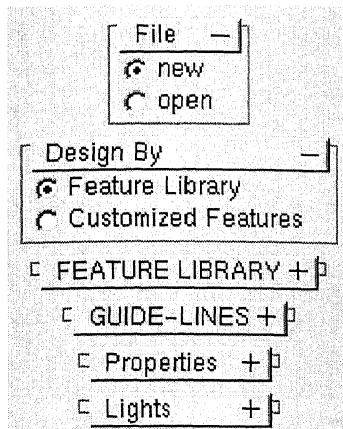 File −
new
open
Design By −
Feature Library
Customized Features
FEATURE LIBRARY +
GUIDE-LINES +
Properties +
Lights +